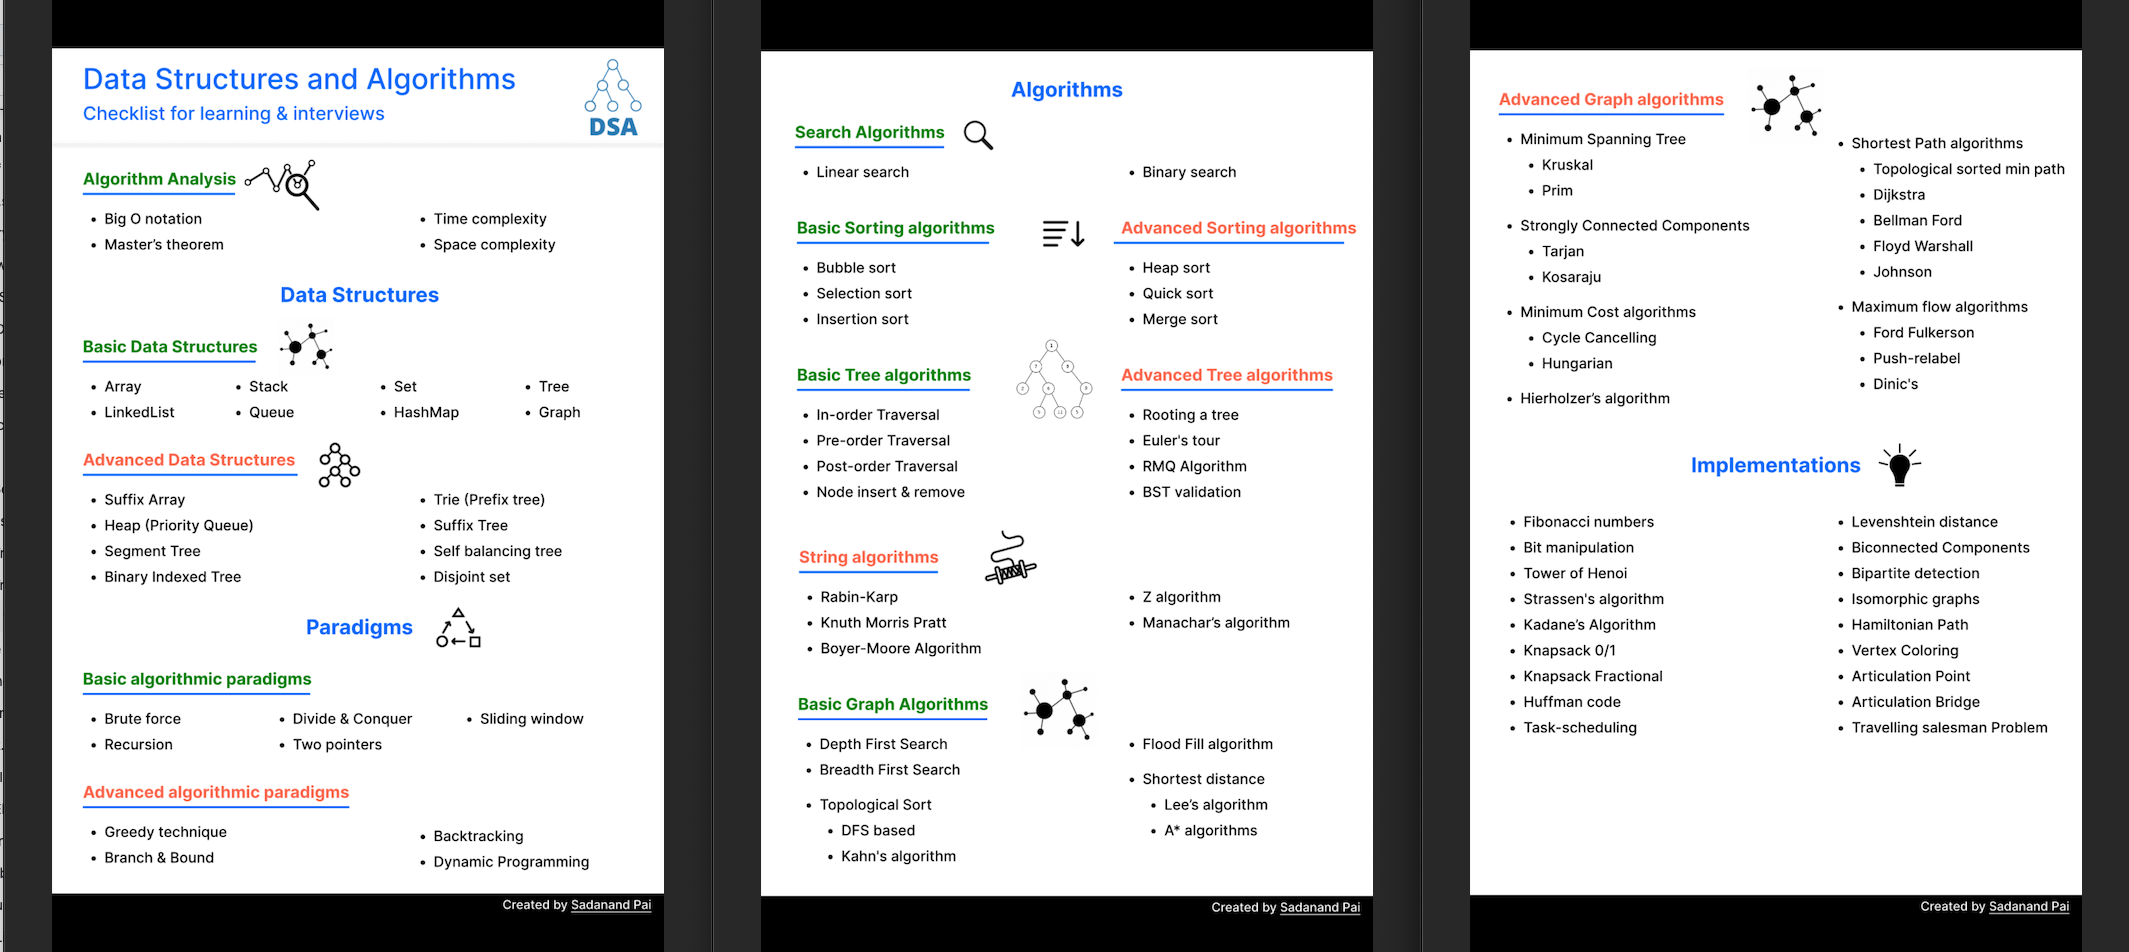 Data Structures and Algorithms
Checklist for learning & interviews
DSA
Algorithm Analysis
Big O notation
Master's theorem
Time complexity
Space complexity
Data Structures
Basic Data Structures
Array
LinkedList
Stack
Queue
Set
HashMap
Tree
Graph
Advanced Data Structures
Suffix Array
Heap (Priority Queue)
Segment Tree
Binary Indexed Tree
Trie (Prefix tree)
Suffix Tree
Self balancing tree
Disjoint set
Paradigms
Basic algorithmic paradigms
Brute force
Recursion
Divide & Conquer
Two pointers
Sliding window
Advanced algorithmic paradigms
Greedy technique
Branch & Bound
Backtracking
Dynamic Programming
Created by Sadanand Pai
Algorithms
Search Algorithms
Linear search
Binary search
Basic Sorting algorithms
Bubble sort
Selection sort
Insertion sort
Advanced Sorting algorithms
Heap sort
Quick sort
Merge sort
Basic Tree algorithms
In-order Traversal
Pre-order Traversal
Post-order Traversal
Node insert & remove
Advanced Tree algorithms
Rooting a tree
Euler's tour
RMQ Algorithm
BST validation
String algorithms
Rabin-Karp
Knuth Morris Pratt
Boyer-Moore Algorithm
Z algorithm
Manachar's algorithm
Basic Graph Algorithms
Depth First Search
Breadth First Search
Topological Sort
DFS based
Kahn's algorithm
Flood Fill algorithm
Shortest distance
Lee's algorithm
A* algorithms
Created by Sadanand Pai
Advanced Graph algorithms
Minimum Spanning Tree
Kruskal
Prim
Strongly Connected Components
Tarjan
Kosaraju
Minimum Cost algorithms
Cycle Cancelling
Hungarian
Hierholzer's algorithm
Shortest Path algorithms
Topological sorted min path
Dijkstra
Bellman Ford
Floyd Warshall
Johnson
Maximum flow algorithms
Ford Fulkerson
Push-relabel
Dinic's
Implementations
Fibonacci numbers
Bit manipulation
Tower of Henoi
Strassen's algorithm
Kadane's Algorithm
Knapsack 0/1
Knapsack Fractional
Huffman code
Task-scheduling
Levenshtein distance
Biconnected Components
Bipartite detection
Isomorphic graphs
Hamiltonian Path
Vertex Coloring
Articulation Point
Articulation Bridge
Travelling salesman Problem
Created by Sadanand Pai